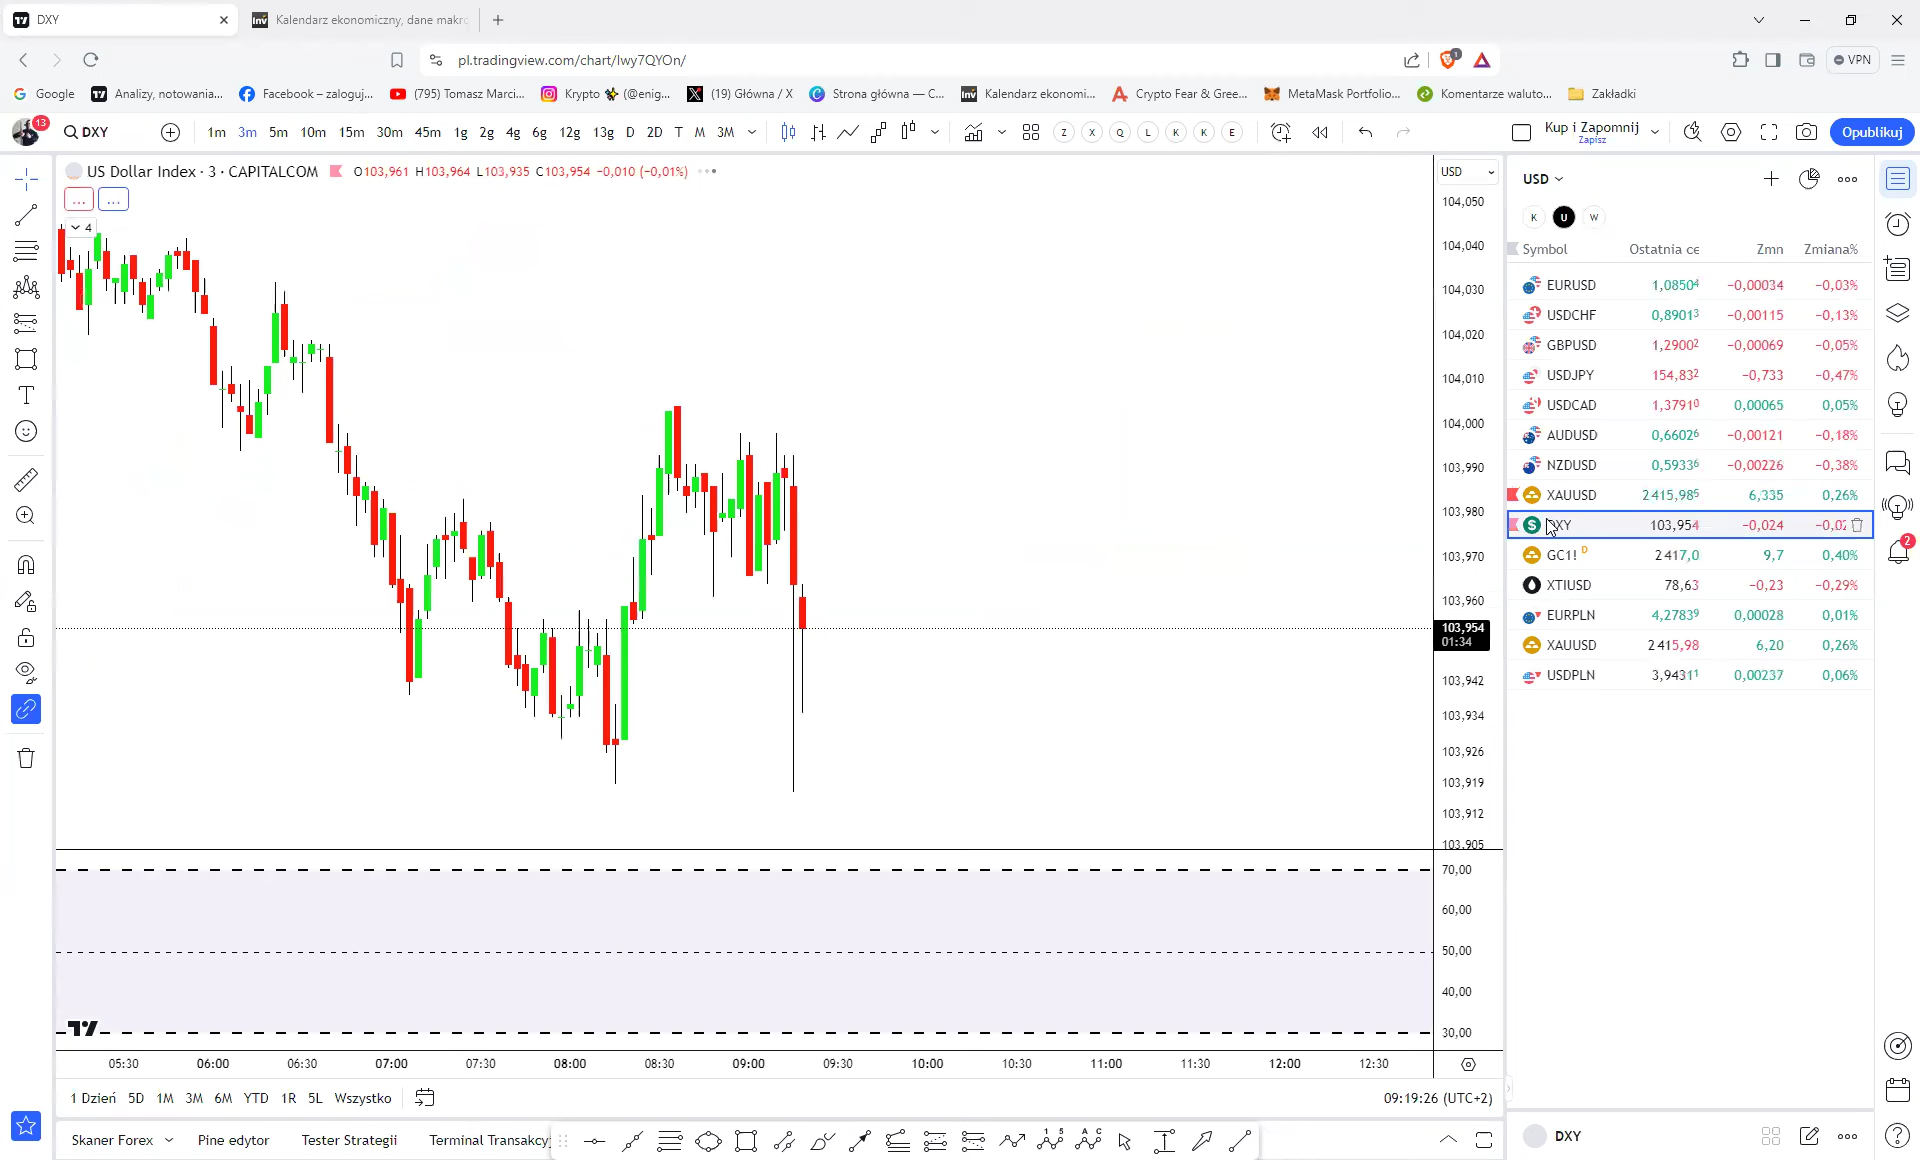 DXY
Kalendarz ekonomiczny, dane makro
pl.tradingview.com/chart/lwy7QYOn/
1
VPN
Google
Analizy, notowania...
Facebook – zaloguj...
(795) Tomasz Marci...
Krypto (@enig...
(19) Główna / X
Strona główna — C...
Kalendarz ekonomi...
Crypto Fear & Gree...
MetaMask Portfolio...
Komentarze waluto...
Zakładki
13
DXY
1m 3m 5m 10m 15m 30m 45m 1g 2g 4g 6g 12g 13g D 2D T M 3M
Z X Q L K K E
Kup i Zapomnij
Zapisz
Opublikuj
US Dollar Index · 3 · CAPITALCOM
O103,961 H103,964 L103,935 C103,954 −0,010 (−0,01%)
... ...
4
USD
104,050
104,040
104,030
104,020
104,010
104,000
103,990
103,980
103,970
103,960
103,954
01:34
103,942
103,934
103,926
103,919
103,912
103,905
70,00
60,00
50,00
40,00
30,00
05:30 06:00 06:30 07:00 07:30 08:00 08:30 09:00 09:30 10:00 10:30 11:00 11:30 12:00 12:30
1 Dzień 5D 1M 3M 6M YTD 1R 5L Wszystko
09:19:26 (UTC+2)
Skaner Forex Pine edytor Tester Strategii Terminal Transakcyj
USD
K U W
Symbol Ostatnia ce Zmn Zmiana%
EURUSD 1,08504 −0,00034 −0,03%
USDCHF 0,89013 −0,00115 −0,13%
GBPUSD 1,29002 −0,00069 −0,05%
USDJPY 154,832 −0,733 −0,47%
USDCAD 1,37910 0,00065 0,05%
AUDUSD 0,66026 −0,00121 −0,18%
NZDUSD 0,59336 −0,00226 −0,38%
XAUUSD 2415,985 6,335 0,26%
DXY 103,954 −0,024 −0,02
GC1! D 2417,0 9,7 0,40%
XTIUSD 78,63 −0,23 −0,29%
EURPLN 4,27839 0,00028 0,01%
XAUUSD 2415,98 6,20 0,26%
USDPLN 3,94311 0,00237 0,06%
2
DXY